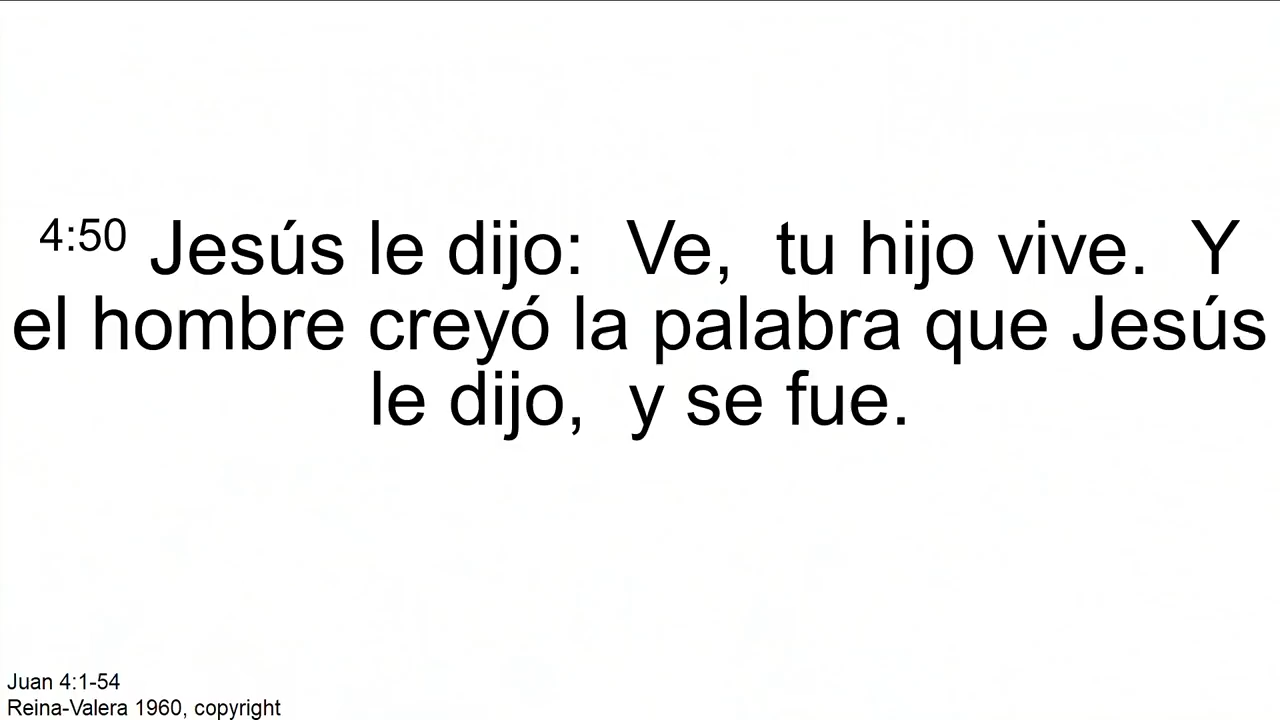 4:50 Jesús le dijo:  Ve,  tu hijo vive.  Y
el hombre creyó la palabra que Jesús
le dijo,  y se fue.
Juan 4:1-54
Reina-Valera 1960, copyright